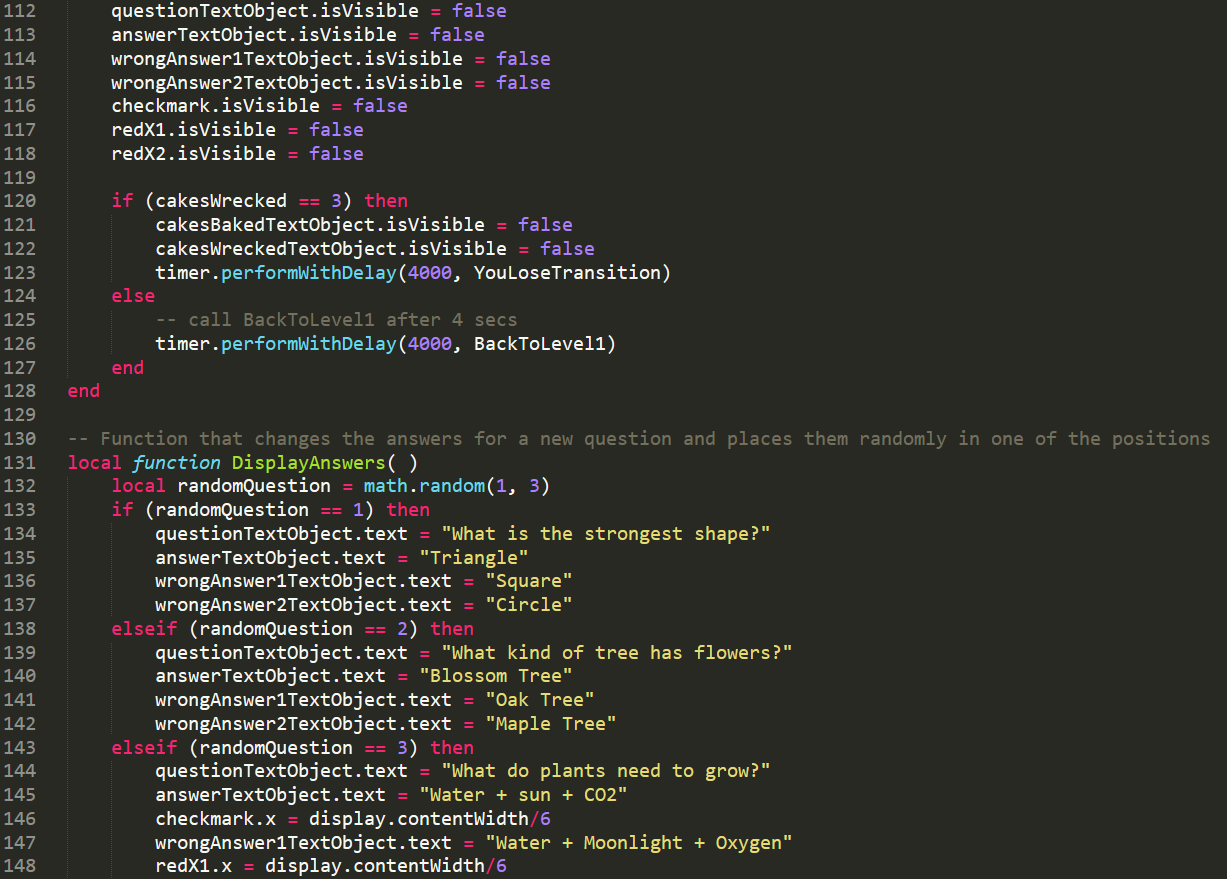 112 questionTextObject.isVisible = false
113 answerTextObject.isVisible = false
114 wrongAnswer1TextObject.isVisible = false
115 wrongAnswer2TextObject.isVisible = false
116 checkmark.isVisible = false
117 redX1.isVisible = false
118 redX2.isVisible = false
119
120 if (cakesWrecked == 3) then
121 cakesBakedTextObject.isVisible = false
122 cakesWreckedTextObject.isVisible = false
123 timer.performWithDelay(4000, YouLoseTransition)
124 else
125 -- call BackToLevel1 after 4 secs
126 timer.performWithDelay(4000, BackToLevel1)
127 end
128 end
129
130 -- Function that changes the answers for a new question and places them randomly in one of the positions
131 local function DisplayAnswers( )
132 local randomQuestion = math.random(1, 3)
133 if (randomQuestion == 1) then
134 questionTextObject.text = "What is the strongest shape?"
135 answerTextObject.text = "Triangle"
136 wrongAnswer1TextObject.text = "Square"
137 wrongAnswer2TextObject.text = "Circle"
138 elseif (randomQuestion == 2) then
139 questionTextObject.text = "What kind of tree has flowers?"
140 answerTextObject.text = "Blossom Tree"
141 wrongAnswer1TextObject.text = "Oak Tree"
142 wrongAnswer2TextObject.text = "Maple Tree"
143 elseif (randomQuestion == 3) then
144 questionTextObject.text = "What do plants need to grow?"
145 answerTextObject.text = "Water + sun + CO2"
146 checkmark.x = display.contentWidth/6
147 wrongAnswer1TextObject.text = "Water + Moonlight + Oxygen"
148 redX1.x = display.contentWidth/6